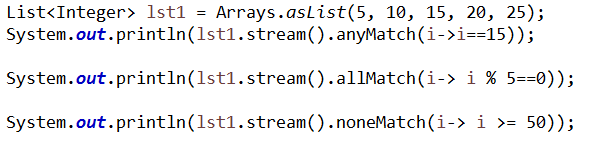 List<Integer> lst1 = Arrays.asList(5, 10, 15, 20, 25);
System.out.println(lst1.stream().anyMatch(i->i==15));
System.out.println(lst1.stream().allMatch(i-> i % 5==0));
System.out.println(lst1.stream().noneMatch(i-> i >= 50));